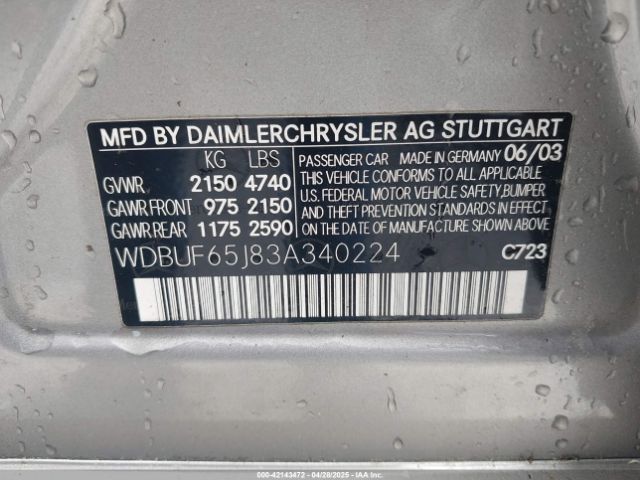 MFD BY DAIMLERCHRYSLER AG STUTTGART
KG LBS
GVWR 2150 4740
GAWR FRONT 975 2150
GAWR REAR 1175 2590
PASSENGER CAR MADE IN GERMANY 06/03
THIS VEHICLE CONFORMS TO ALL APPLICABLE
U.S. FEDERAL MOTOR VEHICLE SAFETY, BUMPER
AND THEFT PREVENTION STANDARDS IN
EFFECT ON THE DATE OF MANUFACTURE
SHOWN ABOVE.
WDBUF65J83A340224
C723
000-42143472 04/28/2025 - IAA Holdings, LLC